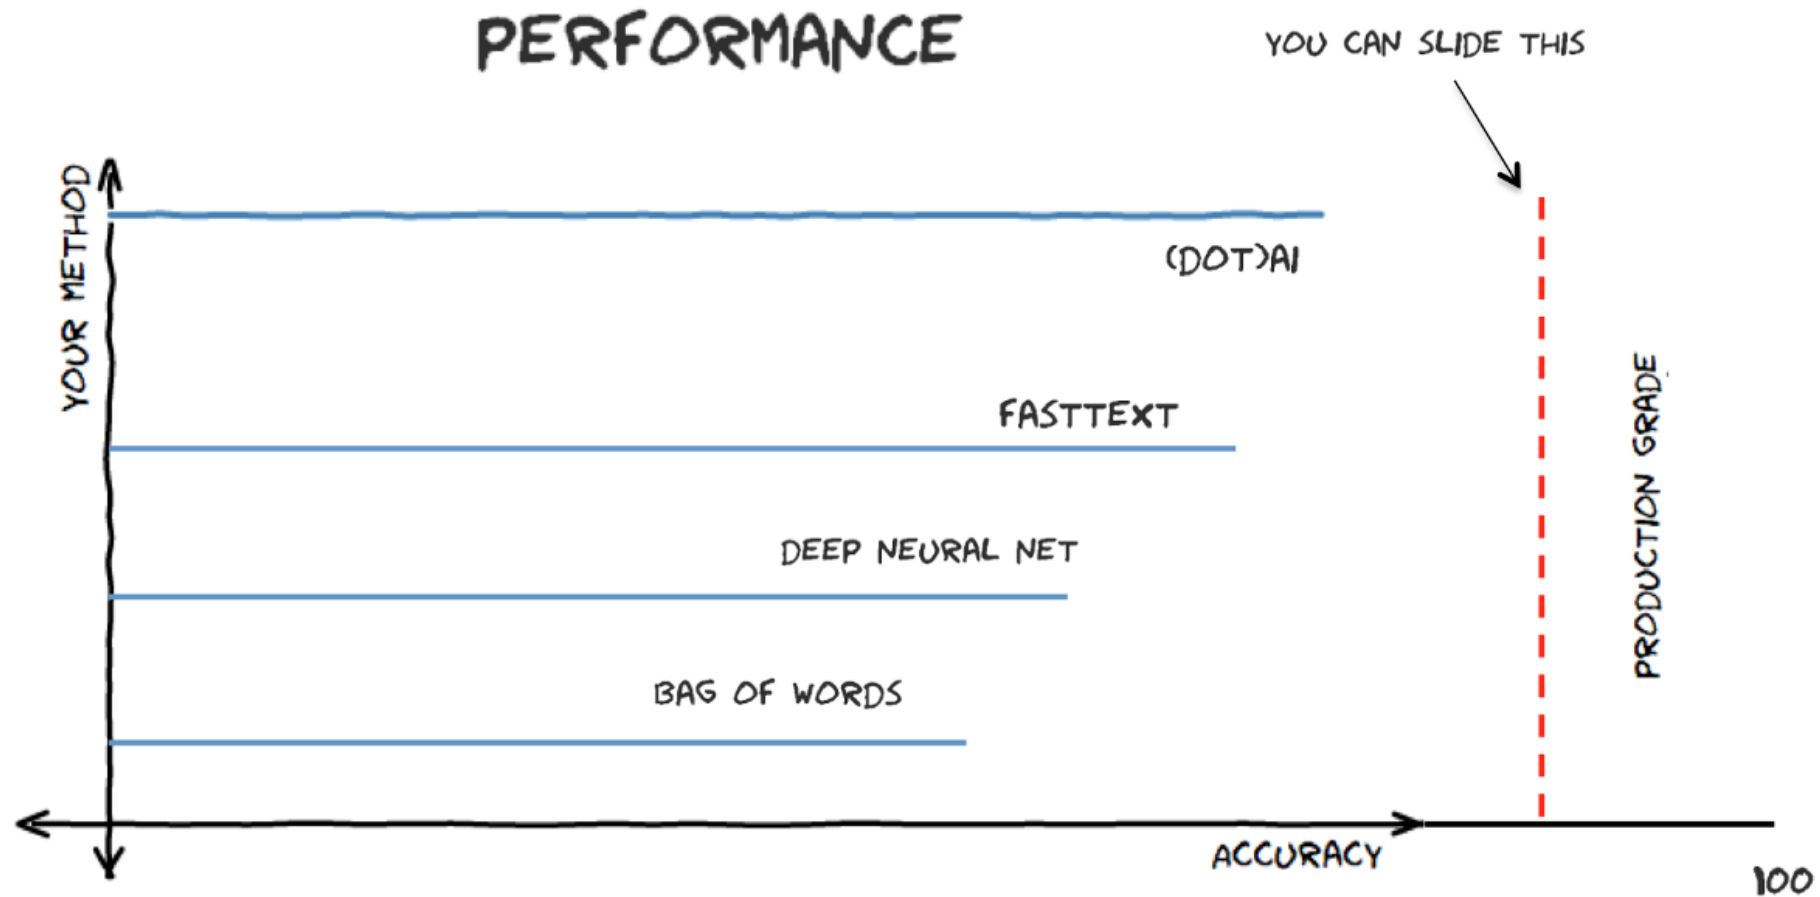 PERFORMANCE
YOU CAN SLIDE THIS
YOUR METHOD
(DOT)AI
FASTTEXT
DEEP NEURAL NET
BAG OF WORDS
PRODUCTION GRADE
ACCURACY
100